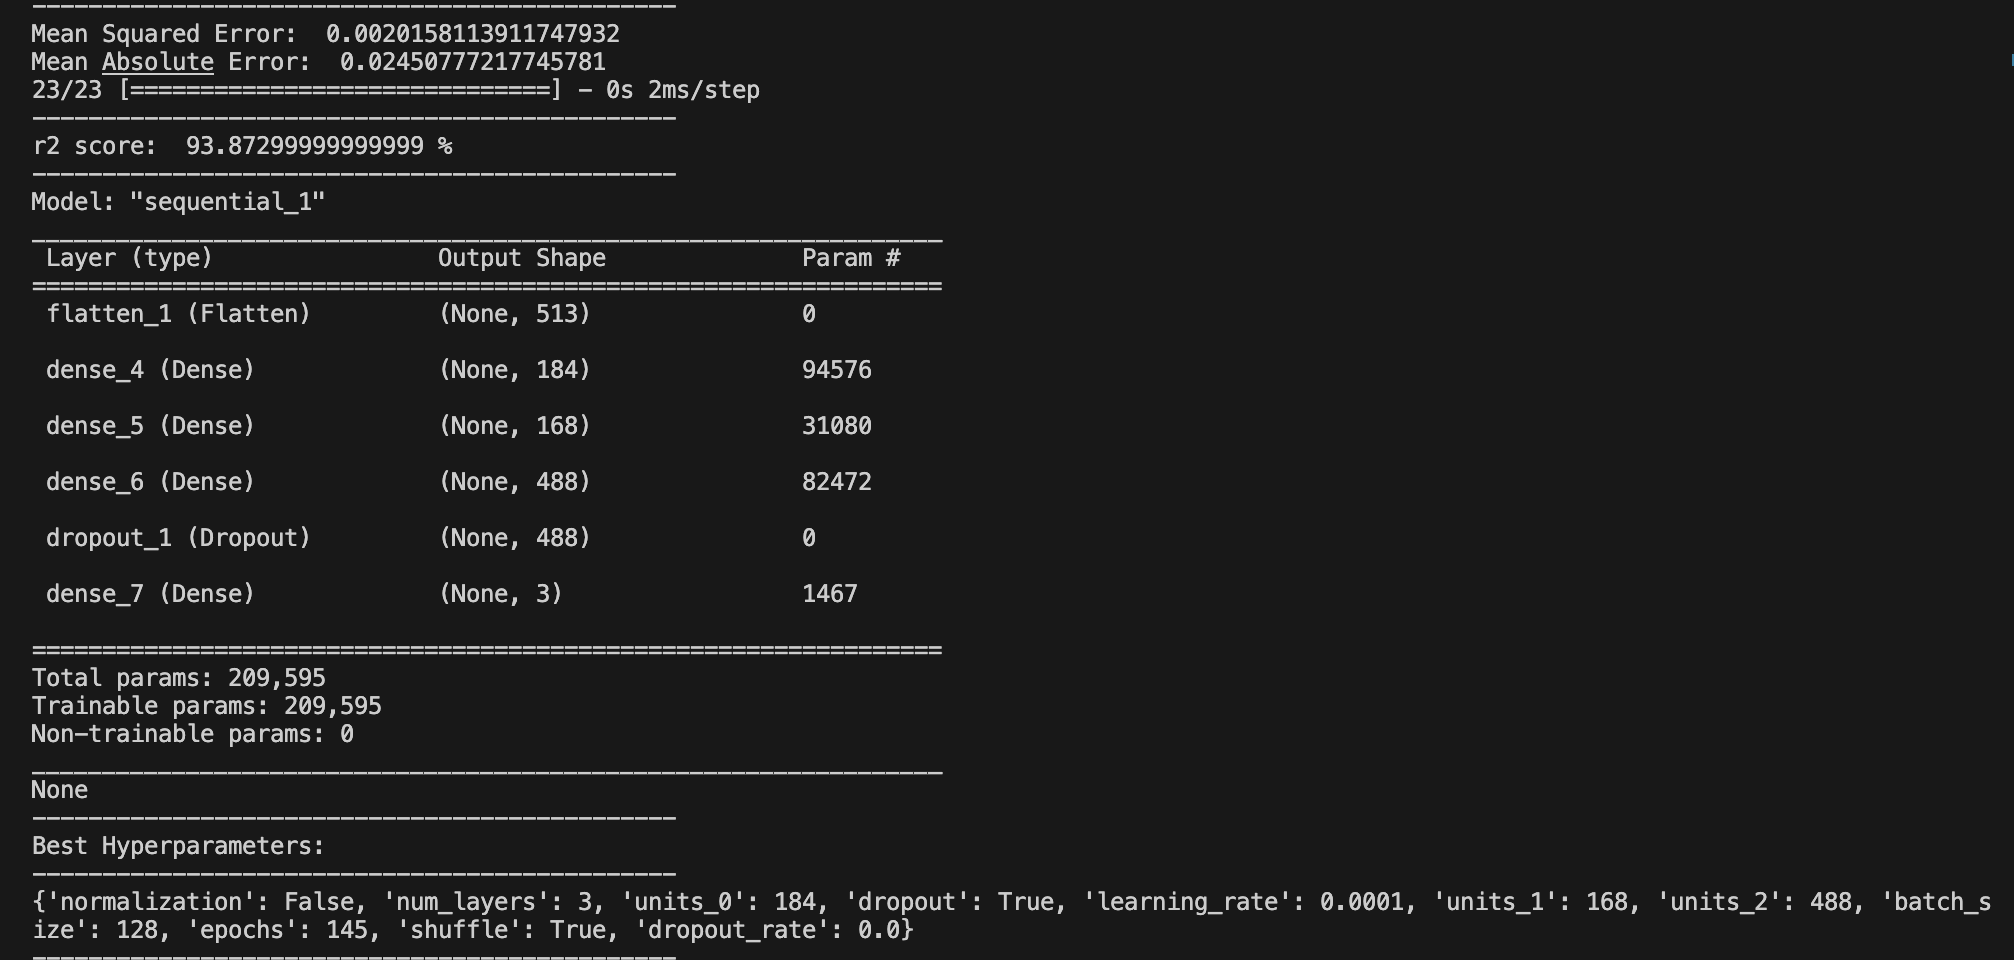 ----------------------------------------------
Mean Squared Error:  0.0020158113911747932
Mean Absolute Error:  0.02450777217745781
23/23 [==============================] - 0s 2ms/step
----------------------------------------------
r2 score:  93.87299999999999 %
----------------------------------------------
Model: "sequential_1"
_________________________________________________________________
 Layer (type)                Output Shape              Param #
=================================================================
 flatten_1 (Flatten)         (None, 513)               0
 dense_4 (Dense)             (None, 184)               94576
 dense_5 (Dense)             (None, 168)               31080
 dense_6 (Dense)             (None, 488)               82472
 dropout_1 (Dropout)         (None, 488)               0
 dense_7 (Dense)             (None, 3)                 1467
=================================================================
Total params: 209,595
Trainable params: 209,595
Non-trainable params: 0
_________________________________________________________________
None
----------------------------------------------
Best Hyperparameters:
----------------------------------------------
{'normalization': False, 'num_layers': 3, 'units_0': 184, 'dropout': True, 'learning_rate': 0.0001, 'units_1': 168, 'units_2': 488, 'batch_s
ize': 128, 'epochs': 145, 'shuffle': True, 'dropout_rate': 0.0}
----------------------------------------------